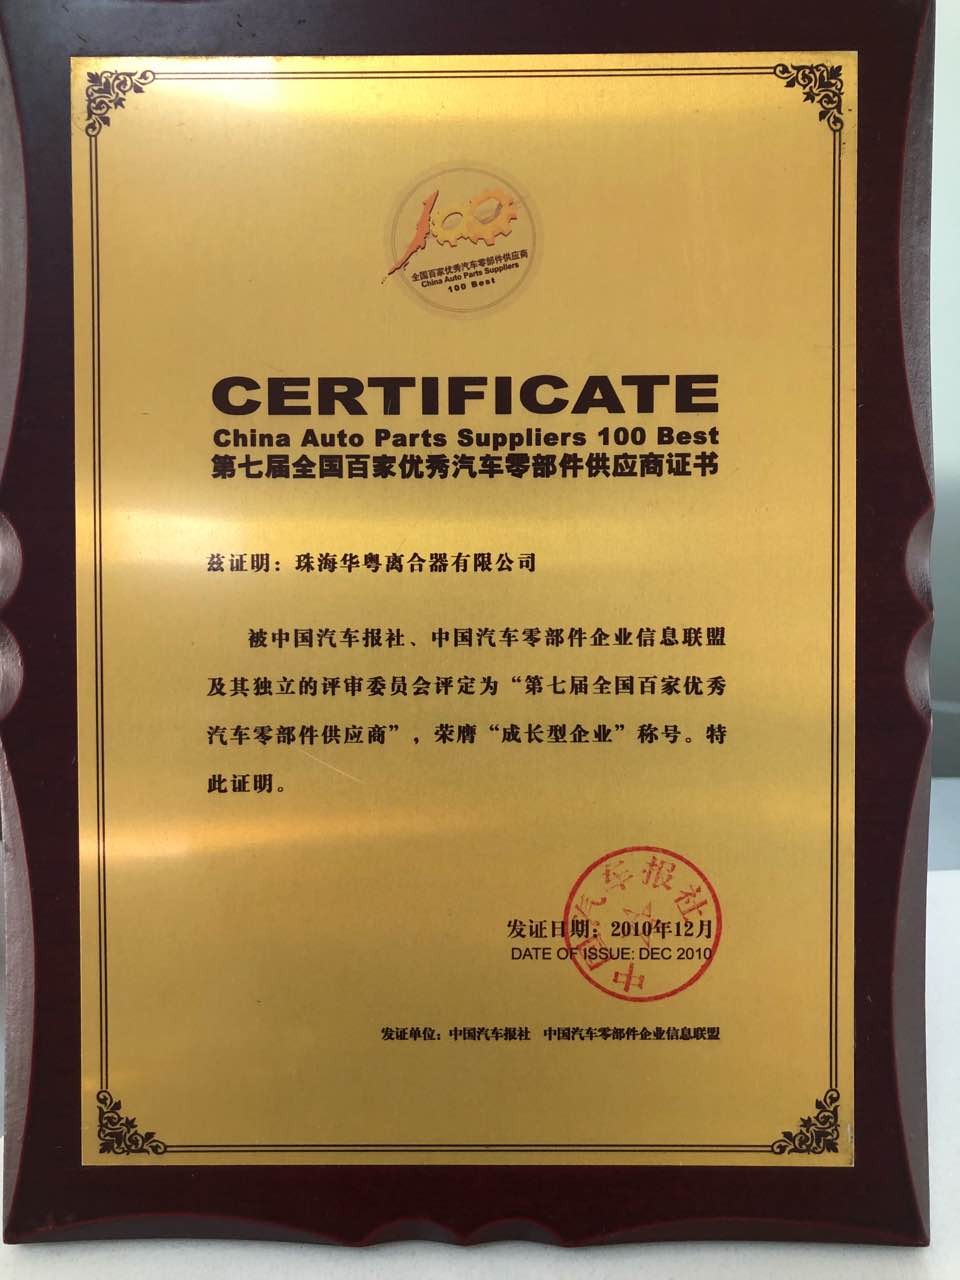 100
全国百家优秀汽车零部件供应商
China Auto Parts Suppliers
100 Best
CERTIFICATE
China Auto Parts Suppliers 100 Best
第七届全国百家优秀汽车零部件供应商证书
兹证明：珠海华粤离合器有限公司
被中国汽车报社、中国汽车零部件企业信息联盟
及其独立的评审委员会评定为“第七届全国百家优秀
汽车零部件供应商”，荣膺“成长型企业”称号。特
此证明。
中国汽车报社
发证日期：2010年12月
DATE OF ISSUE: DEC 2010
发证单位：中国汽车报社 中国汽车零部件企业信息联盟